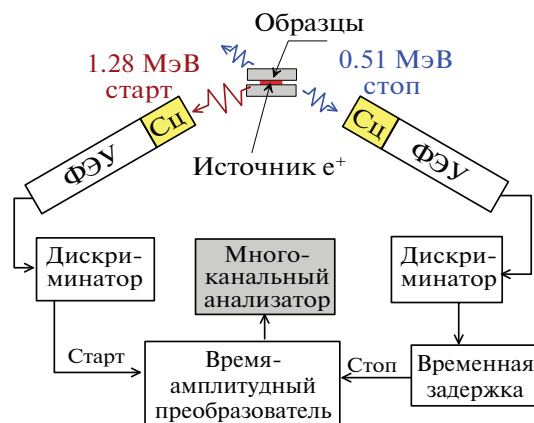 Образцы
1.28 МэВ
старт
0.51 МэВ
стоп
Сц
ФЭУ
Сц
ФЭУ
Источник e⁺
Дискри-
минатор
Много-
канальный
анализатор
Дискри-
минатор
Старт
Время-
амплитудный
преобразователь
Стоп
Временная
задержка